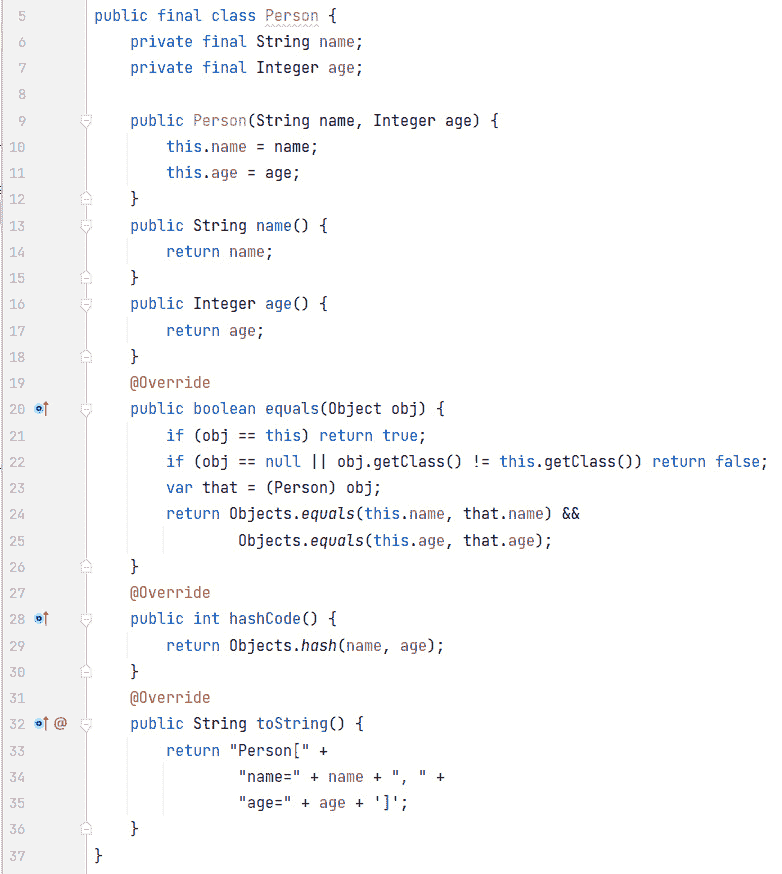 5 public final class Person {
6     private final String name;
7     private final Integer age;
8
9     public Person(String name, Integer age) {
10         this.name = name;
11         this.age = age;
12     }
13     public String name() {
14         return name;
15     }
16     public Integer age() {
17         return age;
18     }
19     @Override
20     public boolean equals(Object obj) {
21         if (obj == this) return true;
22         if (obj == null || obj.getClass() != this.getClass()) return false;
23         var that = (Person) obj;
24         return Objects.equals(this.name, that.name) &&
25                 Objects.equals(this.age, that.age);
26     }
27     @Override
28     public int hashCode() {
29         return Objects.hash(name, age);
30     }
31     @Override
32 @   public String toString() {
33         return "Person[" +
34                 "name=" + name + ", " +
35                 "age=" + age + ']';
36     }
37 }